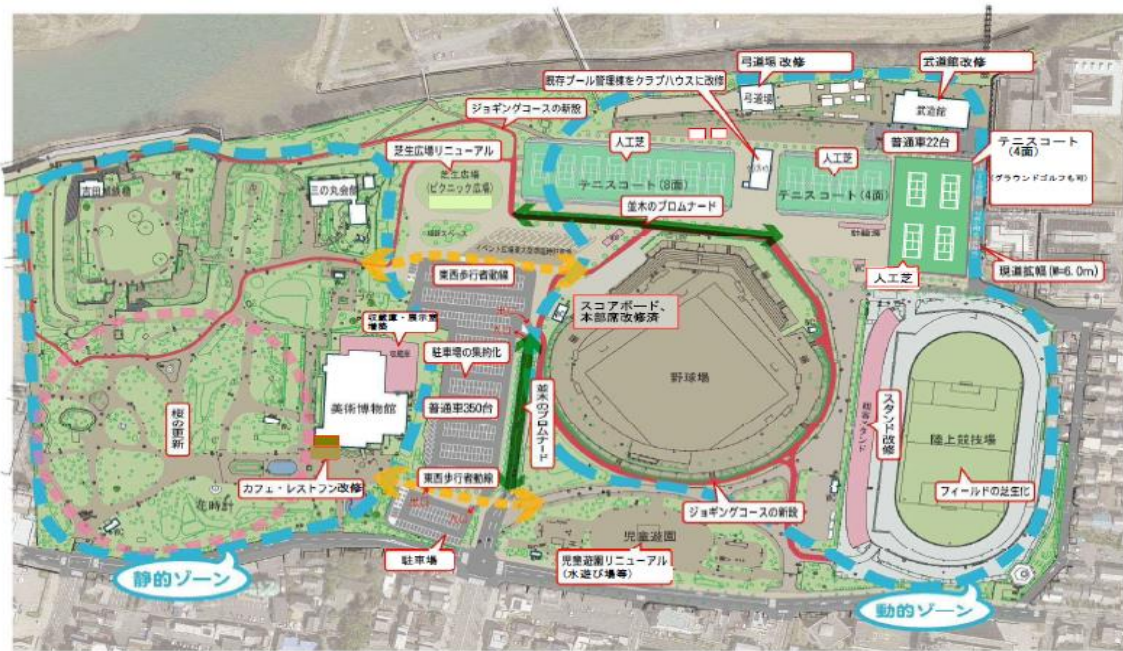 弓道場 改修
武道館改修
既存プール管理棟をクラブハウスに改修
弓道場
武道館
ジョギングコースの新設
人工芝
普通車22台
テニスコート
(4面)
(グラウンドゴルフも可)
芝生広場リニューアル
人工芝
三の丸会館
芝生広場
(ピクニック広場)
テニスコート(8面)
テニスコート(4面)
並木のプロムナード
東西歩行者動線
人工芝
現道拡幅(W=6.0m)
スコアボード、
本部席改修済
収蔵庫・展示室
増築
駐車場の集約化
野球場
美術博物館
普通車350台
並木のプロムナード
スタンド改修
陸上競技場
桜の更新
東西歩行者動線
カフェ・レストラン改修
フィールドの芝生化
花時計
ジョギングコースの新設
児童遊園
駐車場
児童遊園リニューアル
(水遊び場等)
静的ゾーン
動的ゾーン